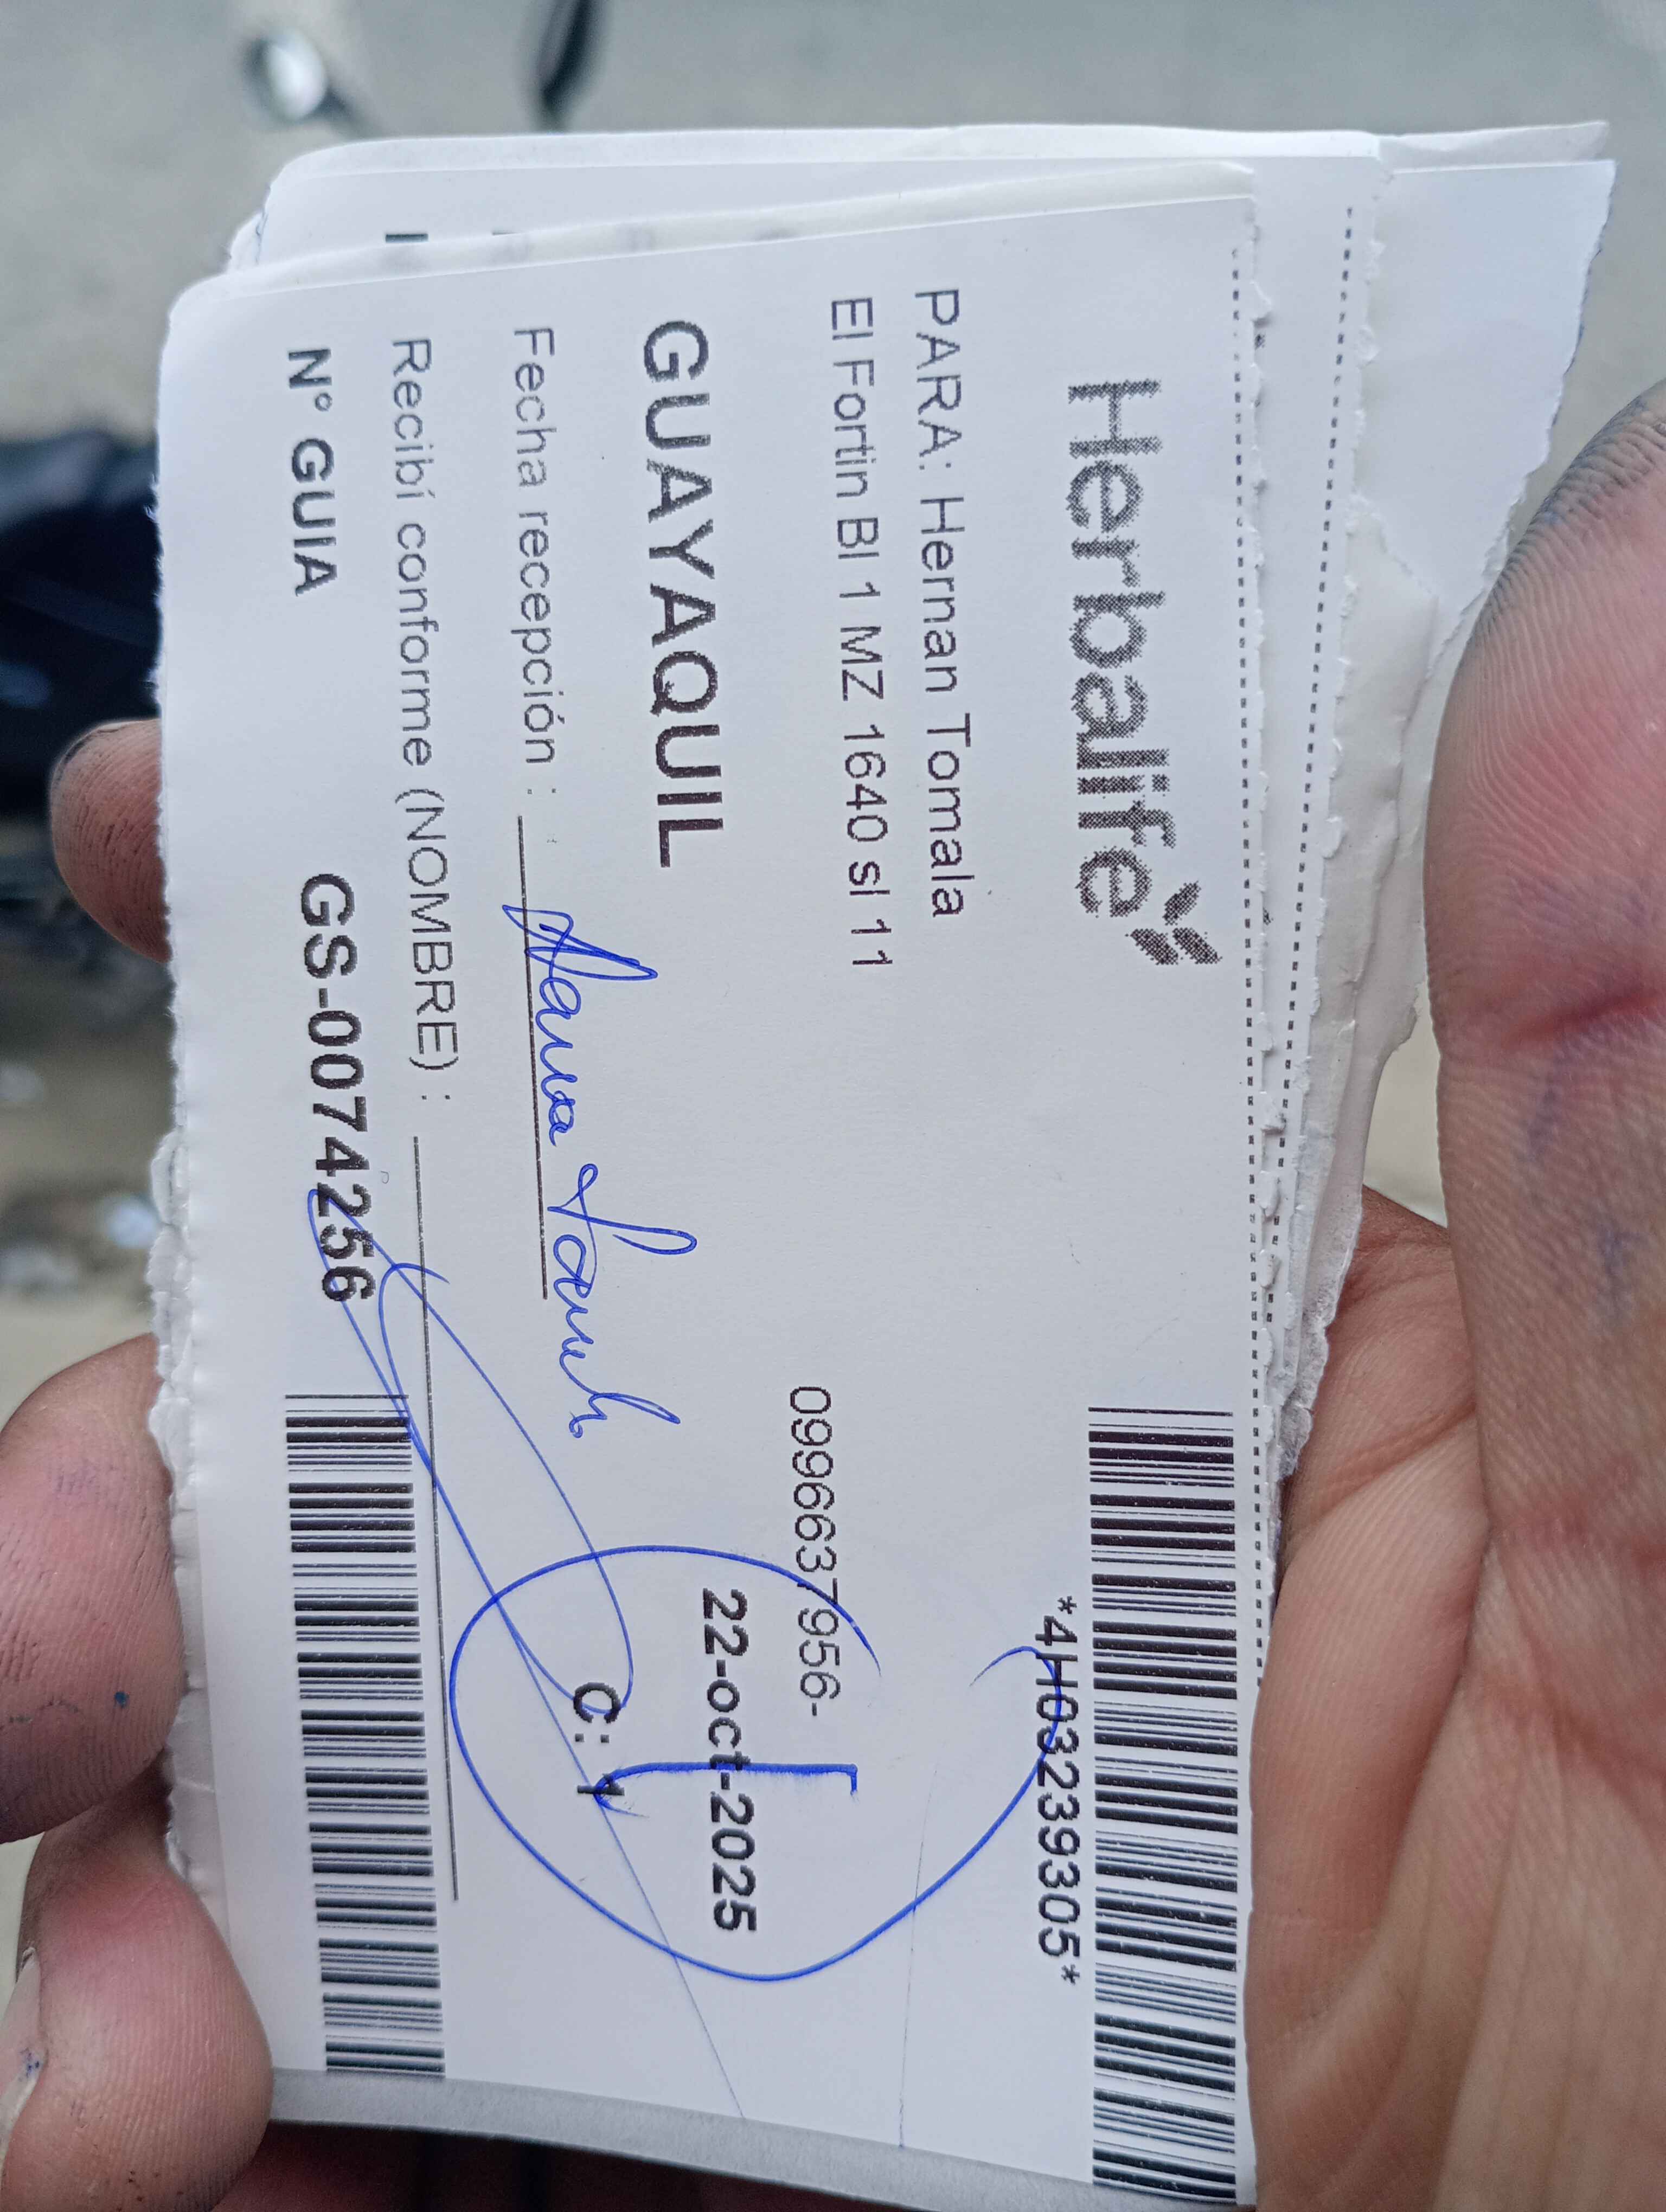 Herbalife
*4H03239305*
PARA: Hernan Tomala
El Fortin Bl 1 MZ 1640 sl 11
0996637956-
GUAYAQUIL
22-oct-2025
Fecha recepción :
C: 1
Recibí conforme (NOMBRE) :
N° GUIA GS-0074256